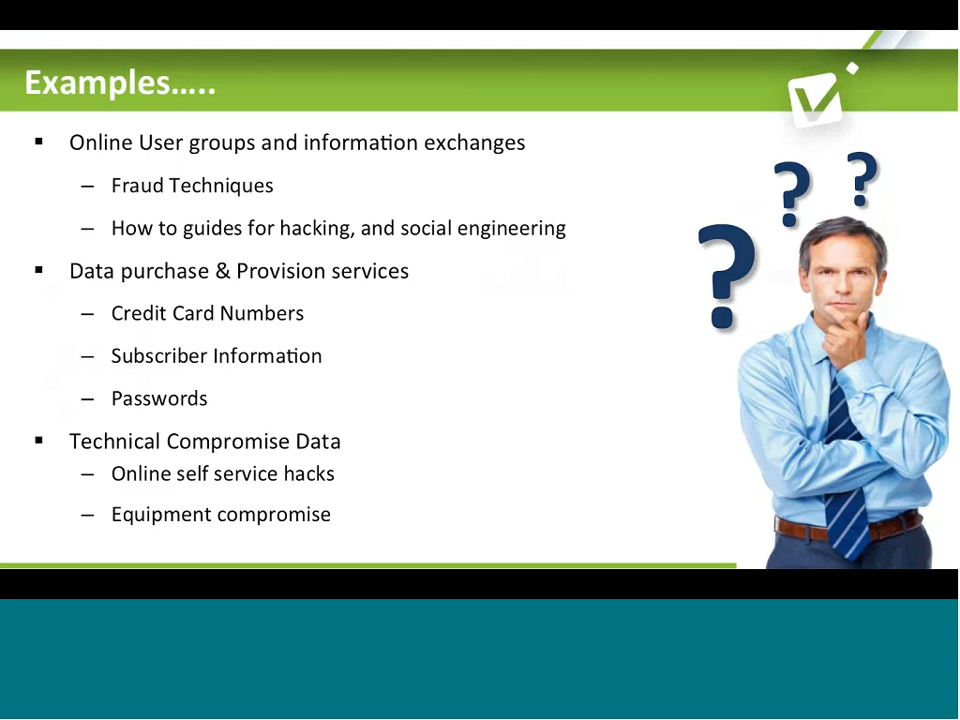 Examples…..
▪ Online User groups and information exchanges
– Fraud Techniques
– How to guides for hacking, and social engineering
▪ Data purchase & Provision services
– Credit Card Numbers
– Subscriber Information
– Passwords
▪ Technical Compromise Data
– Online self service hacks
– Equipment compromise
? ? ?